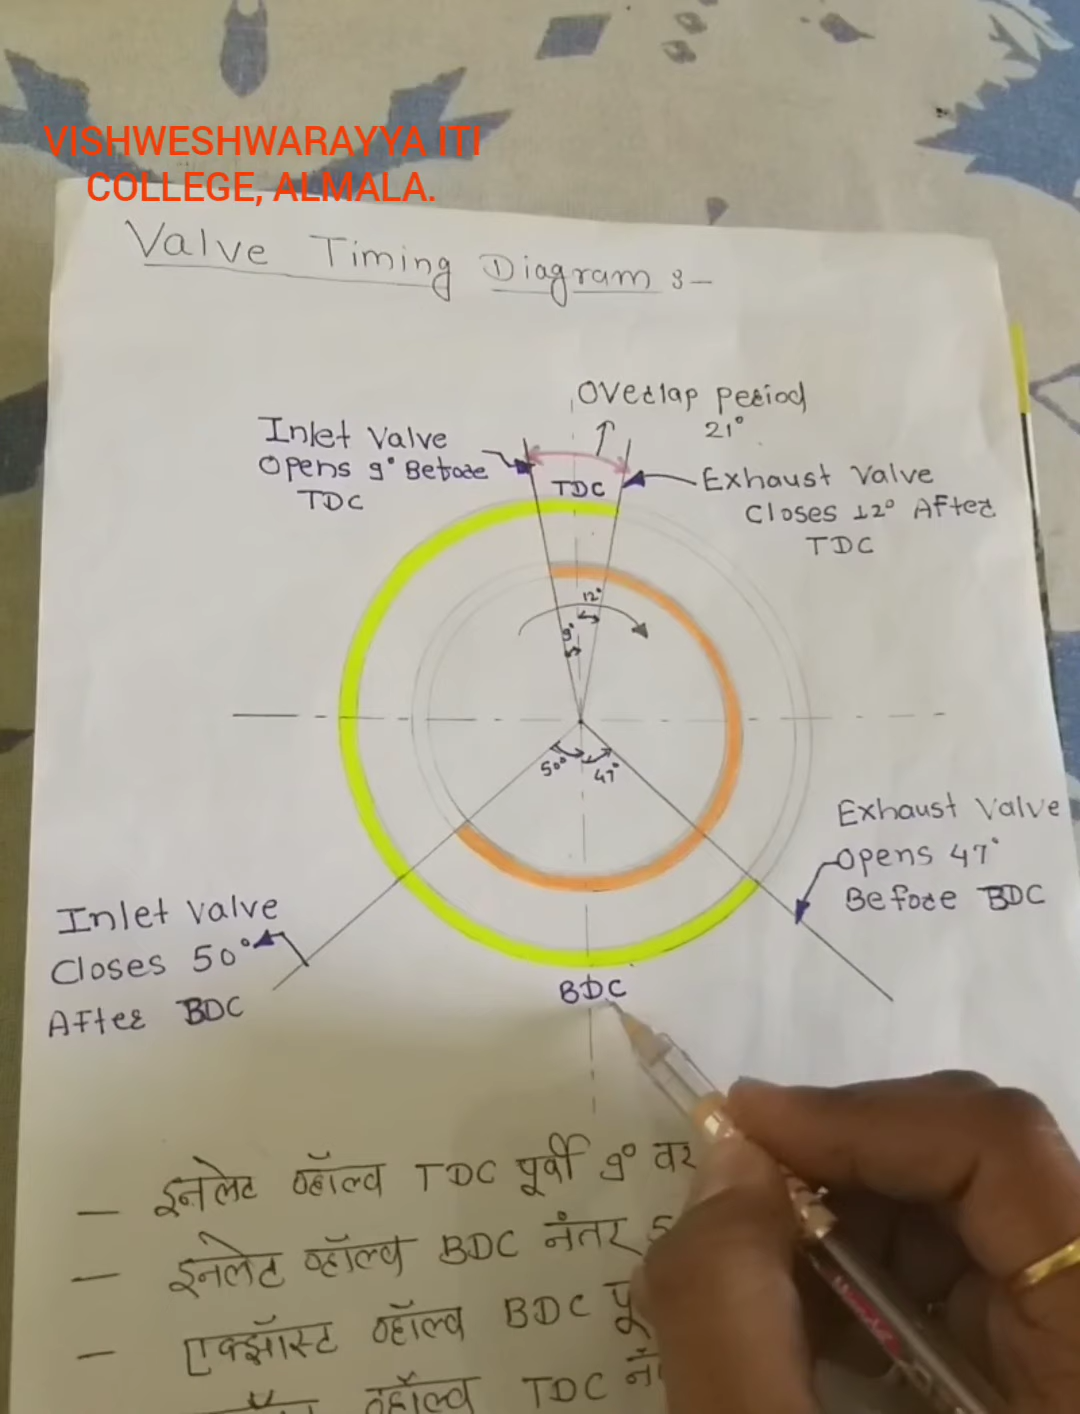 VISHWESHWARAYYA ITI
COLLEGE, ALMALA.
Valve Timing Diagram :-
Overlap Period
21°
Inlet Valve
Opens 9° Before
TDC
TDC
Exhaust Valve
Closes 12° After
TDC
12°
9°
50°
47°
Exhaust Valve
Opens 47°
Before BDC
Inlet Valve
Closes 50°
After BDC
BDC
— इनलेट व्हॉल्व TDC पूर्वी 9° वर
— इनलेट व्हॉल्व BDC नंतर 5
— एक्झॉस्ट व्हॉल्व BDC पू
व्हॉल्व TDC नं